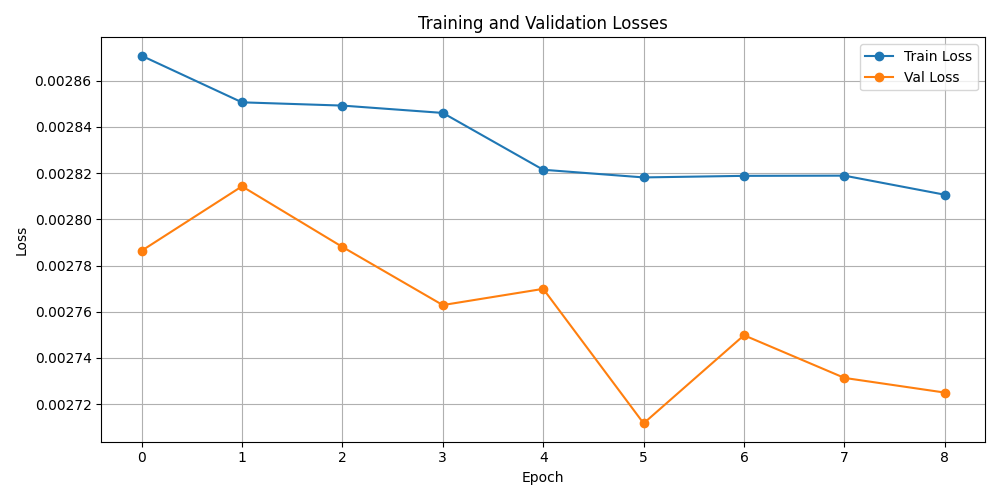 Training and Validation Losses
Train Loss
Val Loss
0.00286
0.00284
0.00282
0.00280
0.00278
0.00276
0.00274
0.00272
Loss
0 1 2 3 4 5 6 7 8
Epoch